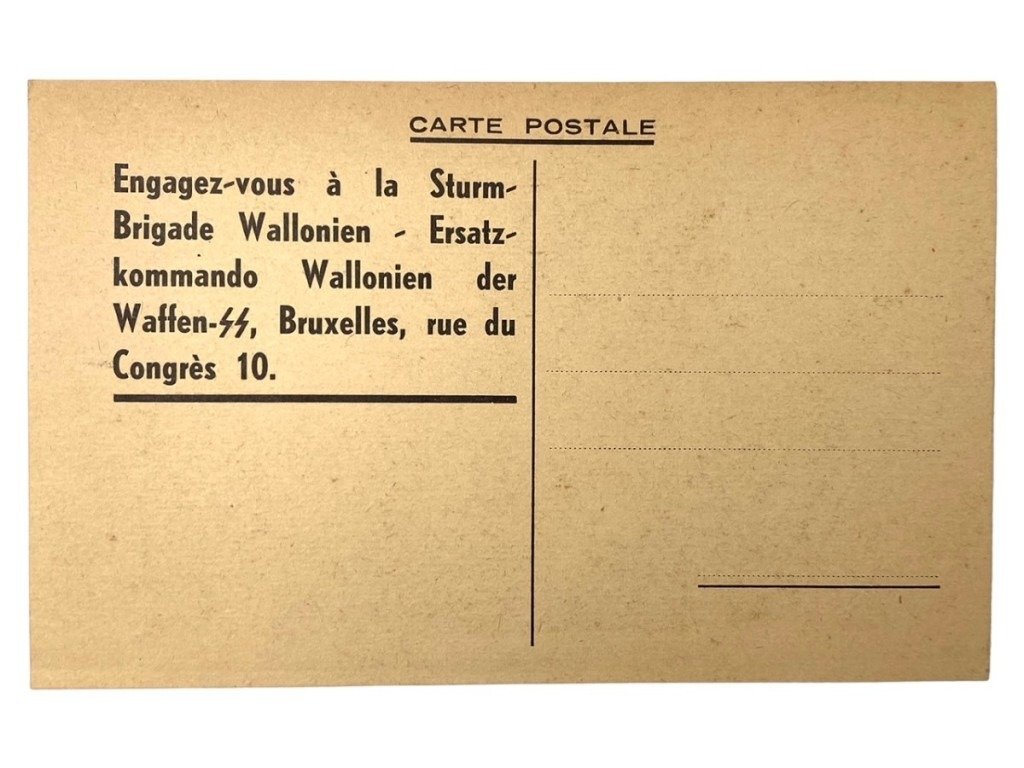 CARTE POSTALE
Engagez-vous à la Sturm-
Brigade Wallonien - Ersatz-
kommando Wallonien der
Waffen-ϟϟ, Bruxelles, rue du
Congrès 10.